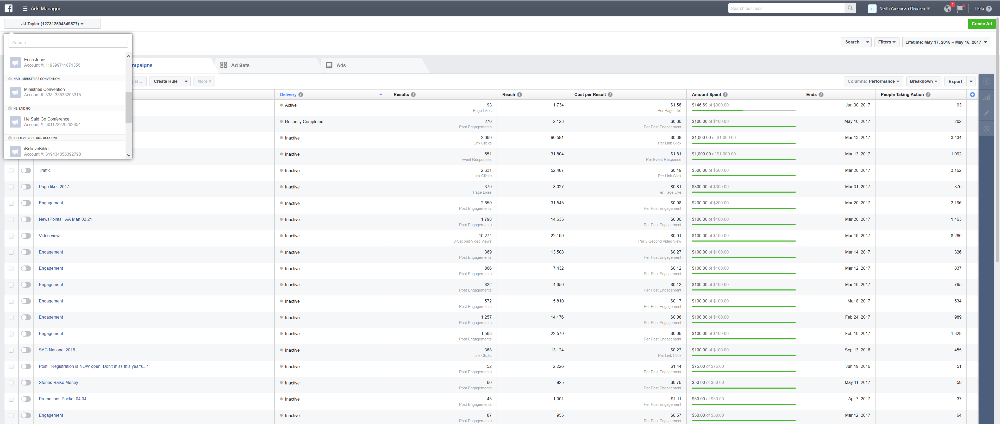 Ads Manager
Search business
JT
North American Division
1
Help
JJ Tayler (127312594349577)
Create Ad
Search
Erica Jones
Account #: 119399711871356
NAD - MINISTRIES CONVENTION
Ministries Convention
Account #: 338133533203315
HE SAID GO
He Said Go Conference
Account #: 301122220262854
IBELIEVEBIBLE ADS ACCOUNT
iBelieveBible
Account #: 319434058392798
Search
Filters
Lifetime: May 17, 2016 – May 16, 2017
mpaigns
Ad Sets
Ads
gns...
Create Rule
More
Columns: Performance
Breakdown
Export
Delivery Results Reach Cost per Result Amount Spent Ends People Taking Action
Active 93 1,734 $1.58 $146.69 of $300.00 Jun 30, 2017 93
Page Likes Per Page Like
Recently Completed 276 2,123 $0.36 $100.00 of $100.00 May 10, 2017 202
Post Engagements Per Post Engagement
Inactive 2,660 90,581 $0.38 $1,000.00 of $1,000.00 Mar 13, 2017 3,434
Link Clicks Per Link Click
Inactive 551 31,804 $1.81 $1,000.00 of $1,000.00 Mar 13, 2017 1,092
Event Responses Per Event Response
Traffic Inactive 2,631 52,487 $0.19 $500.00 of $500.00 Mar 20, 2017 3,162
Link Clicks Per Link Click
Page likes 2017 Inactive 370 3,027 $0.81 $300.00 of $300.00 Mar 31, 2017 376
Page Likes Per Page Like
Engagement Inactive 2,650 31,545 $0.08 $200.00 of $200.00 Mar 20, 2017 2,196
Post Engagements Per Post Engagement
NewsPoints - AA Man 02.21 Inactive 1,798 14,635 $0.06 $100.00 of $100.00 Mar 20, 2017 1,463
Post Engagements Per Post Engagement
Video views Inactive 10,274 22,199 $0.01 $100.00 of $100.00 Mar 19, 2017 8,260
3-Second Video Views Per 3-Second Video View
Engagement Inactive 369 13,508 $0.27 $100.00 of $100.00 Mar 14, 2017 326
Post Engagements Per Post Engagement
Engagement Inactive 866 7,432 $0.12 $100.00 of $100.00 Mar 12, 2017 837
Post Engagements Per Post Engagement
Engagement Inactive 822 4,650 $0.12 $100.00 of $100.00 Mar 10, 2017 795
Post Engagements Per Post Engagement
Engagement Inactive 572 5,810 $0.17 $100.00 of $100.00 Mar 8, 2017 534
Post Engagements Per Post Engagement
Engagement Inactive 1,257 14,176 $0.08 $100.00 of $100.00 Feb 24, 2017 989
Post Engagements Per Post Engagement
Engagement Inactive 1,563 22,570 $0.06 $100.00 of $100.00 Feb 10, 2017 1,328
Post Engagements Per Post Engagement
SAC National 2016 Inactive 368 13,124 $0.27 $100.00 of $100.00 Sep 13, 2016 455
Link Clicks Per Link Click
Post: "Registration is NOW open. Don't miss this year's..." Inactive 52 2,226 $1.44 $75.00 of $75.00 Jun 19, 2016 51
Post Engagements Per Post Engagement
Stories Raise Money Inactive 66 925 $0.76 $50.00 of $50.00 May 11, 2017 59
Post Engagements Per Post Engagement
Promotions Packet 04.04 Inactive 45 1,001 $1.11 $50.00 of $50.00 Apr 7, 2017 37
Post Engagements Per Post Engagement
Engagement Inactive 87 955 $0.57 $50.00 of $50.00 Mar 12, 2017 64
Post Engagements Per Post Engagement